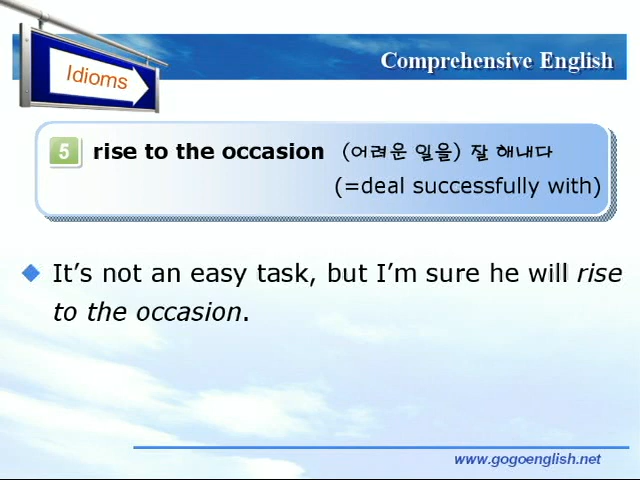 Comprehensive English
Idioms
5 rise to the occasion (어려운 일을) 잘 해내다
(=deal successfully with)
It's not an easy task, but I'm sure he will rise
to the occasion.
www.gogoenglish.net